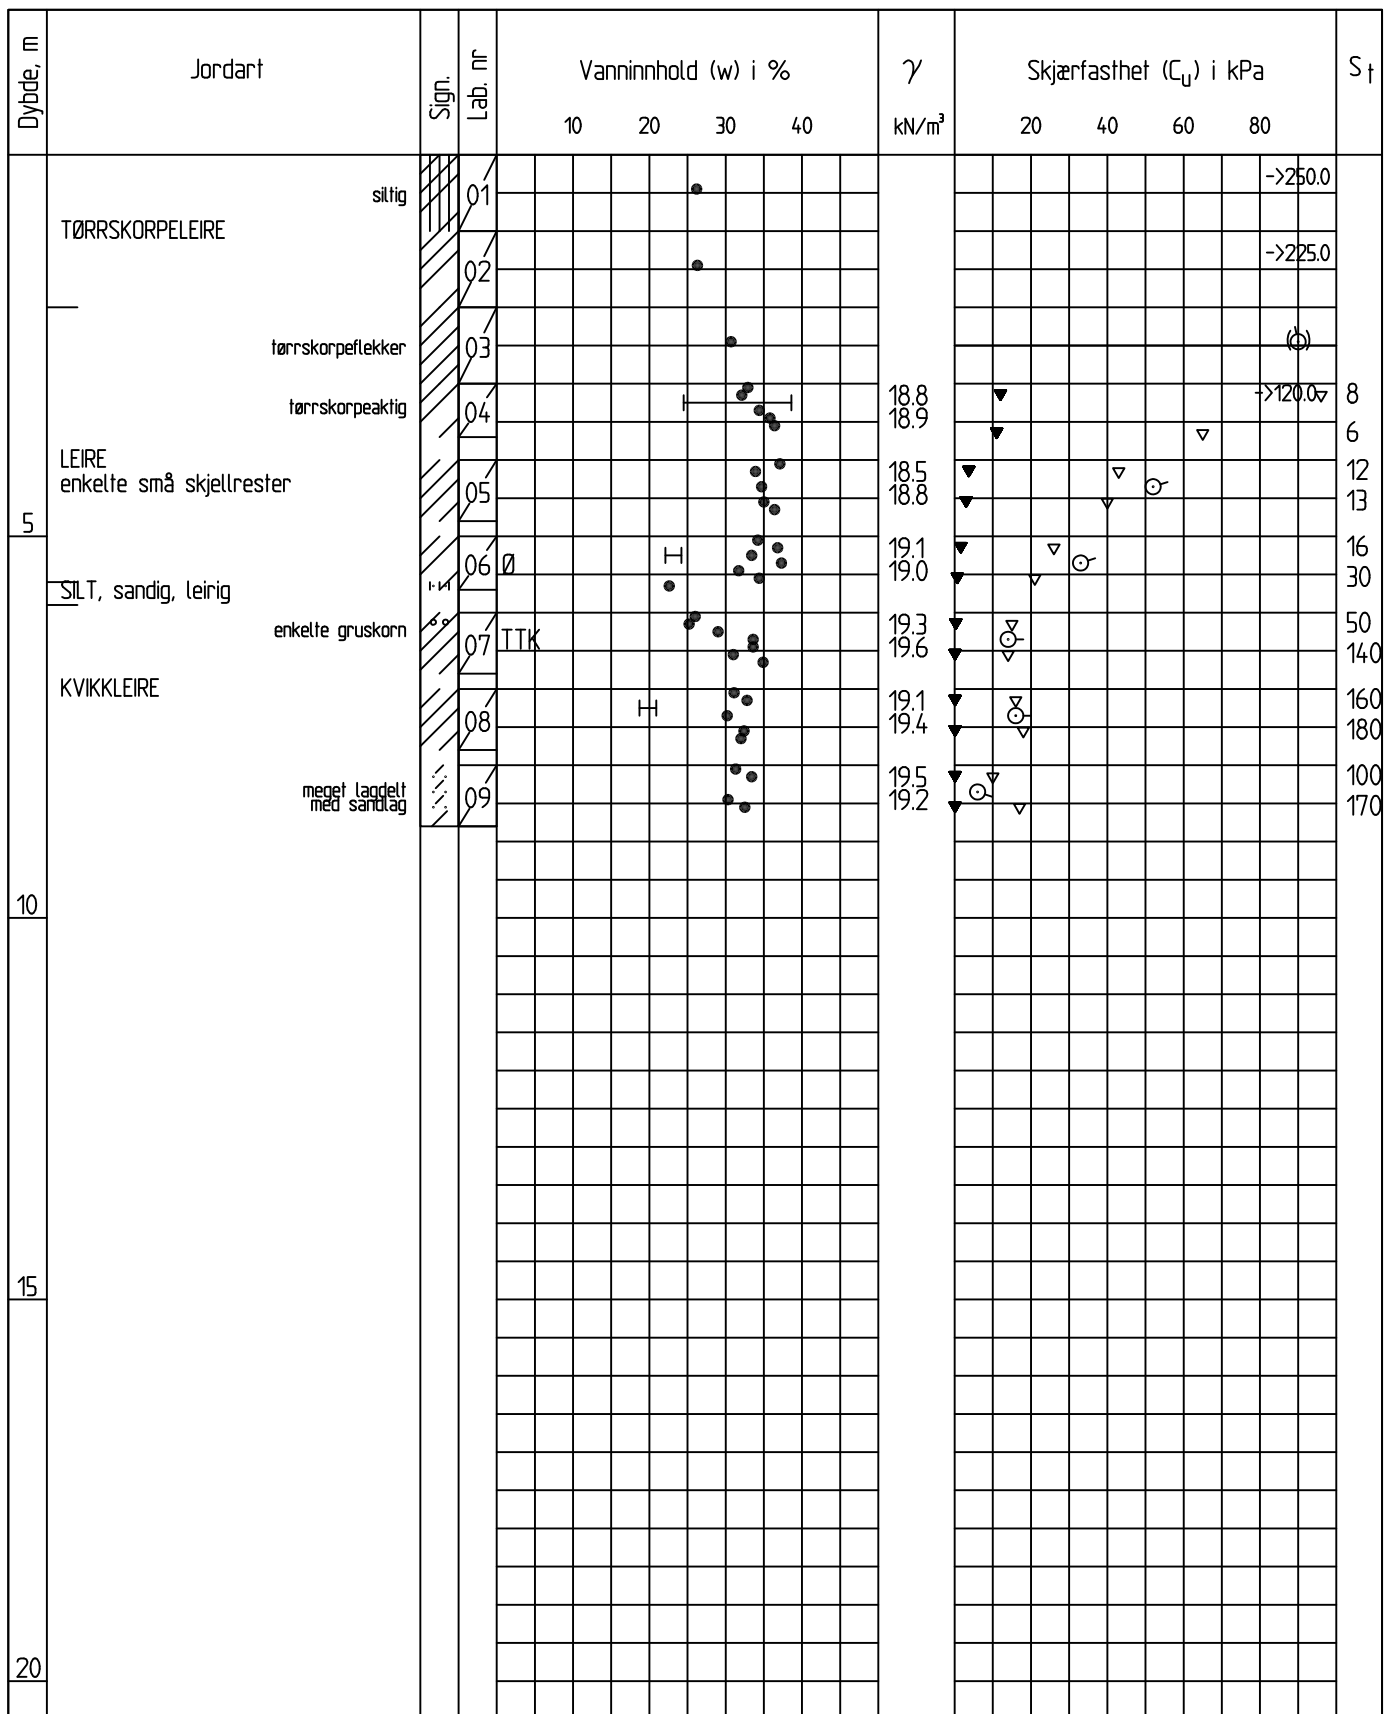 Dybde, m
Jordart
Sign.
Lab. nr
Vanninnhold (w) i %
γ
Skjærfasthet (Cu) i kPa
St
10 20 30 40
kN/m³
20 40 60 80
siltig
01
->250.0
TØRRSKORPELEIRE
02
->225.0
tørrskorpeflekker
03
tørrskorpeaktig
04
18.8
->120.0
8
18.9
6
LEIRE
enkelte små skjellrester
05
18.5
12
18.8
13
5
06
Ø
19.1
16
19.0
30
SILT, sandig, leirig
enkelte gruskorn
07
TTK
19.3
50
19.6
140
KVIKKLEIRE
08
19.1
160
19.4
180
meget lagdelt
med sandlag
09
19.5
100
19.2
170
10
15
20